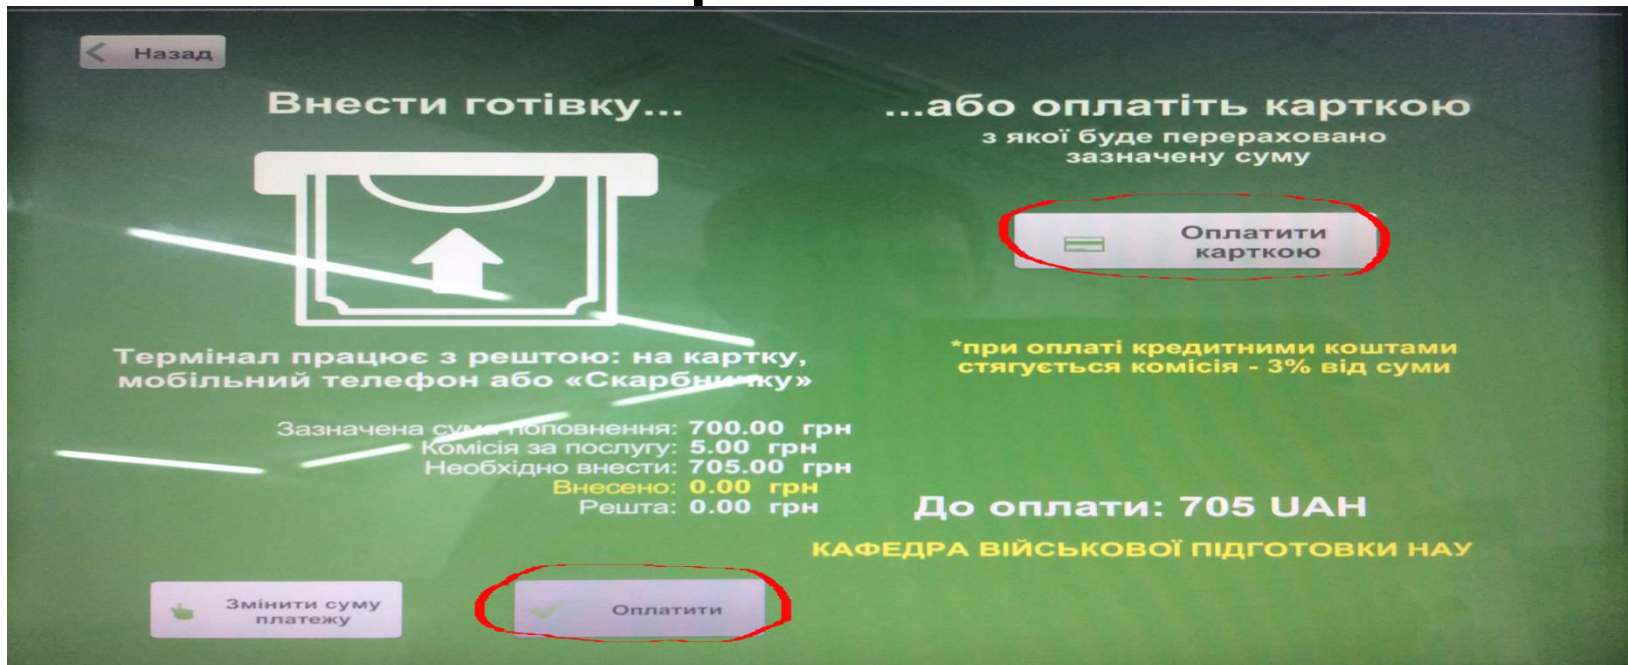 Назад
Внести готівку...
Термінал працює з рештою: на картку,
мобільний телефон або «Скарбничку»
Зазначена сума поповнення: 700.00 грн
Комісія за послугу: 5.00 грн
Необхідно внести: 705.00 грн
Внесено: 0.00 грн
Решта: 0.00 грн
Змінити суму
платежу
Оплатити
...або оплатіть карткою
з якої буде перераховано
зазначену суму
Оплатити
карткою
*при оплаті кредитними коштами
стягується комісія - 3% від суми
До оплати: 705 UAH
КАФЕДРА ВІЙСЬКОВОЇ ПІДГОТОВКИ НАУ